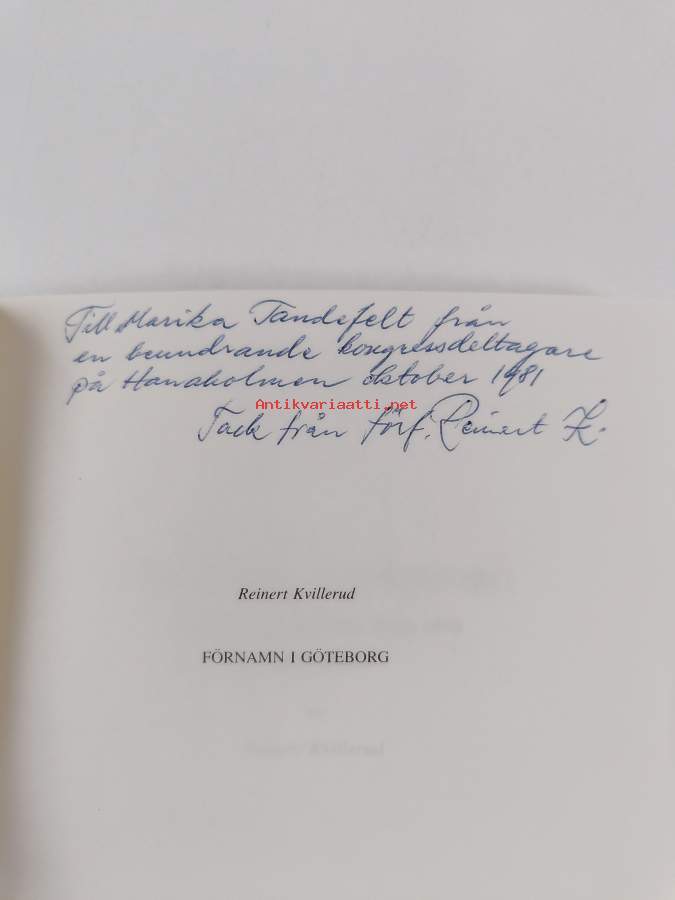 Till Marika Tandefelt från
en beundrande kongressdeltagare
på Hanaholmen oktober 1981
Antikvariaatti.net
Tack från förf. Reinert K.
Reinert Kvillerud
FÖRNAMN I GÖTEBORG